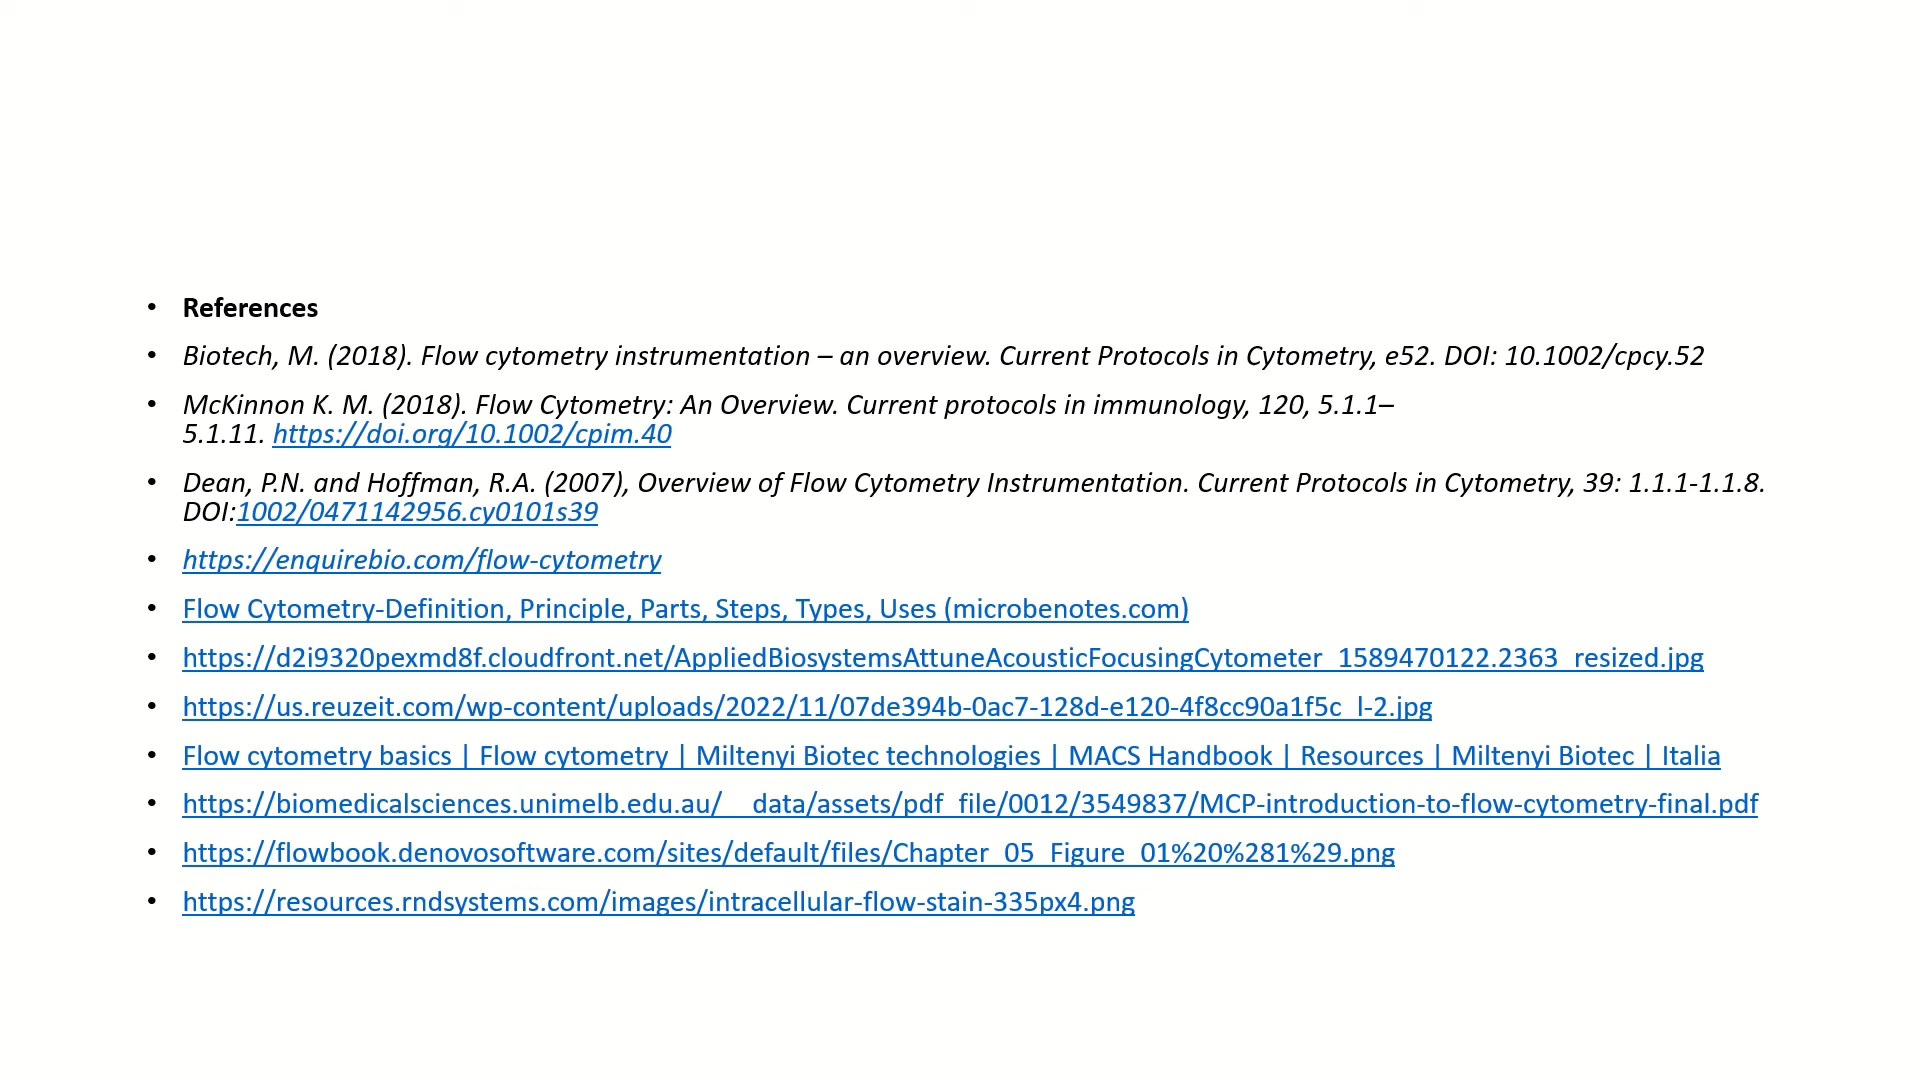 • References
• Biotech, M. (2018). Flow cytometry instrumentation – an overview. Current Protocols in Cytometry, e52. DOI: 10.1002/cpcy.52
• McKinnon K. M. (2018). Flow Cytometry: An Overview. Current protocols in immunology, 120, 5.1.1–
5.1.11. https://doi.org/10.1002/cpim.40
• Dean, P.N. and Hoffman, R.A. (2007), Overview of Flow Cytometry Instrumentation. Current Protocols in Cytometry, 39: 1.1.1-1.1.8.
DOI:1002/0471142956.cy0101s39
• https://enquirebio.com/flow-cytometry
• Flow Cytometry-Definition, Principle, Parts, Steps, Types, Uses (microbenotes.com)
• https://d2i9320pexmd8f.cloudfront.net/AppliedBiosystemsAttuneAcousticFocusingCytometer_1589470122.2363_resized.jpg
• https://us.reuzeit.com/wp-content/uploads/2022/11/07de394b-0ac7-128d-e120-4f8cc90a1f5c_l-2.jpg
• Flow cytometry basics | Flow cytometry | Miltenyi Biotec technologies | MACS Handbook | Resources | Miltenyi Biotec | Italia
• https://biomedicalsciences.unimelb.edu.au/__data/assets/pdf_file/0012/3549837/MCP-introduction-to-flow-cytometry-final.pdf
• https://flowbook.denovosoftware.com/sites/default/files/Chapter_05_Figure_01%20%281%29.png
• https://resources.rndsystems.com/images/intracellular-flow-stain-335px4.png